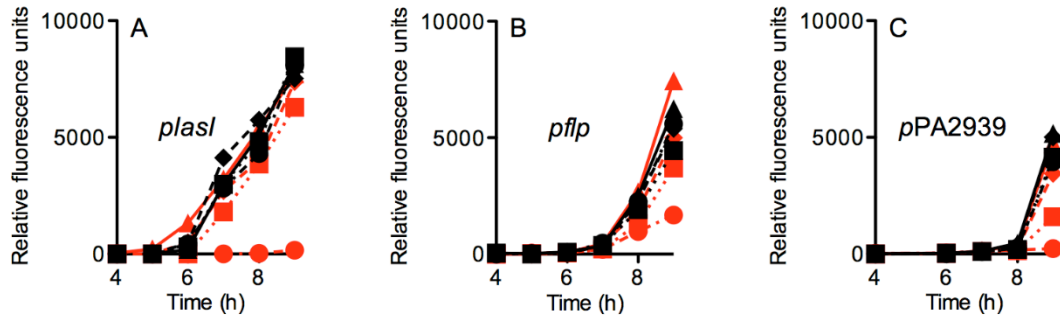 A
Relative fluorescence units
10000
5000
0
plasI
4
6
8
Time (h)
B
Relative fluorescence units
10000
5000
0
pflp
4
6
8
Time (h)
C
Relative fluorescence units
10000
5000
0
pPA2939
4
6
8
Time (h)